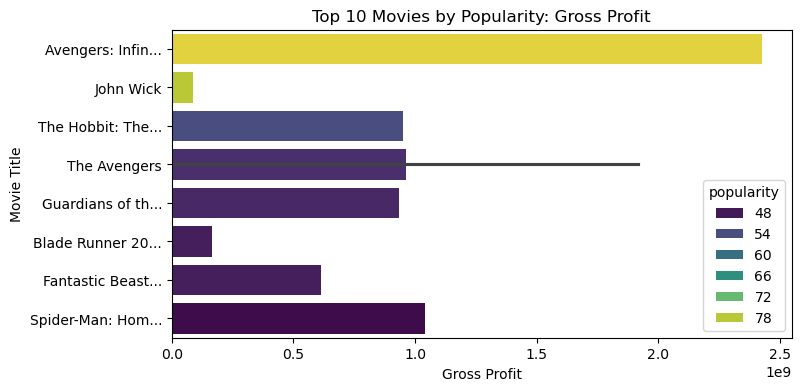 Top 10 Movies by Popularity: Gross Profit
Movie Title
Avengers: Infin...
John Wick
The Hobbit: The...
The Avengers
Guardians of th...
Blade Runner 20...
Fantastic Beast...
Spider-Man: Hom...
popularity
48
54
60
66
72
78
0.0 0.5 1.0 1.5 2.0 2.5
1e9
Gross Profit